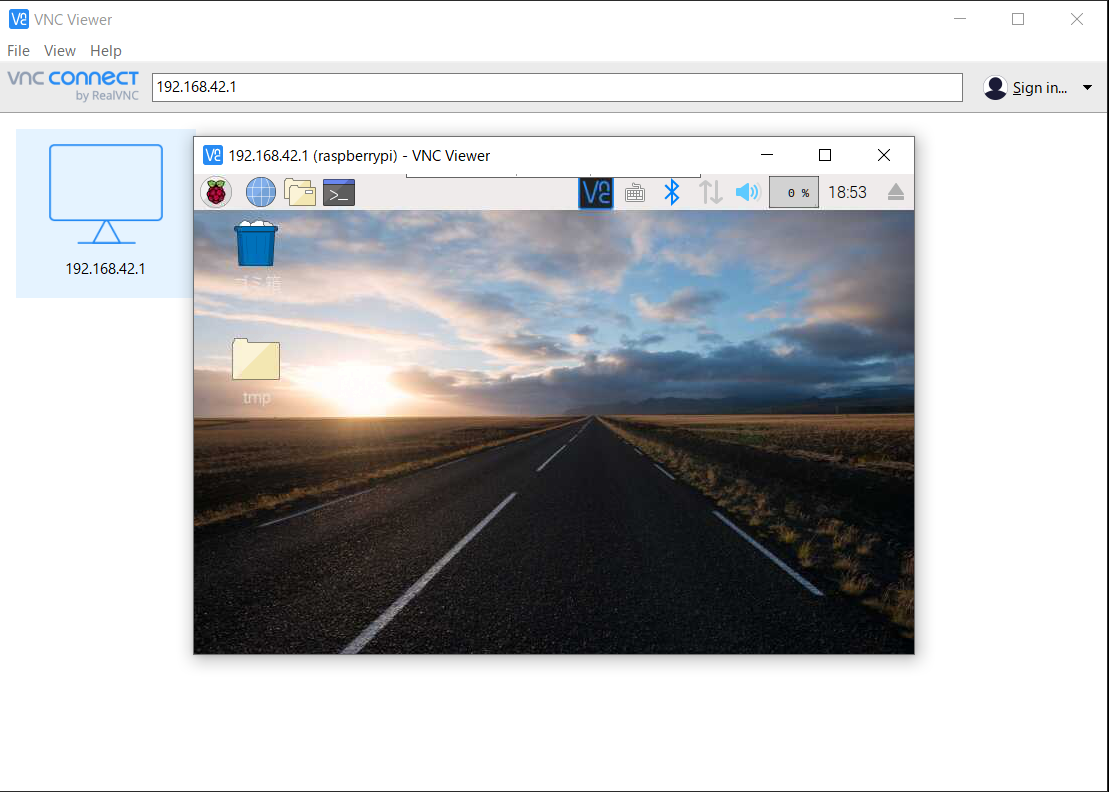 VNC Viewer
File View Help
vnc connect
by RealVNC
192.168.42.1
Sign in...
192.168.42.1
192.168.42.1 (raspberrypi) - VNC Viewer
0 %
18:53
ゴミ箱
tmp